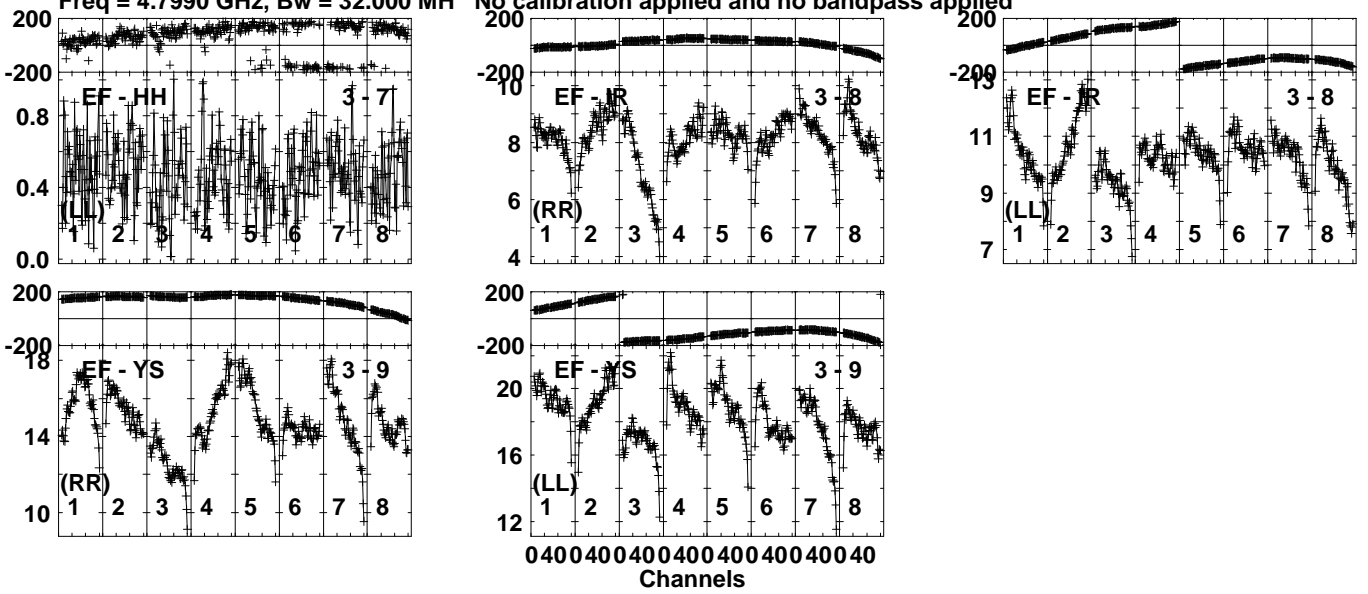 Freq = 4.7990 GHz, Bw = 32.000 MH No calibration applied and no bandpass applied
200
-200
EF - HH 3 - 7
0.8
0.4
0.0
(LL)
1 2 3 4 5 6 7 8
200
-200
EF - IR 3 - 8
10
8
6
4
(RR)
1 2 3 4 5 6 7 8
200
-200
13
EF - IR 3 - 8
11
9
7
(LL)
1 2 3 4 5 6 7 8
200
-200
18
EF - YS 3 - 9
14
10
(RR)
1 2 3 4 5 6 7 8
200
-200
EF - YS 3 - 9
20
16
12
(LL)
1 2 3 4 5 6 7 8
0 40 0 40 0 40 0 40 0 40 0 40 0 40 0 40
Channels